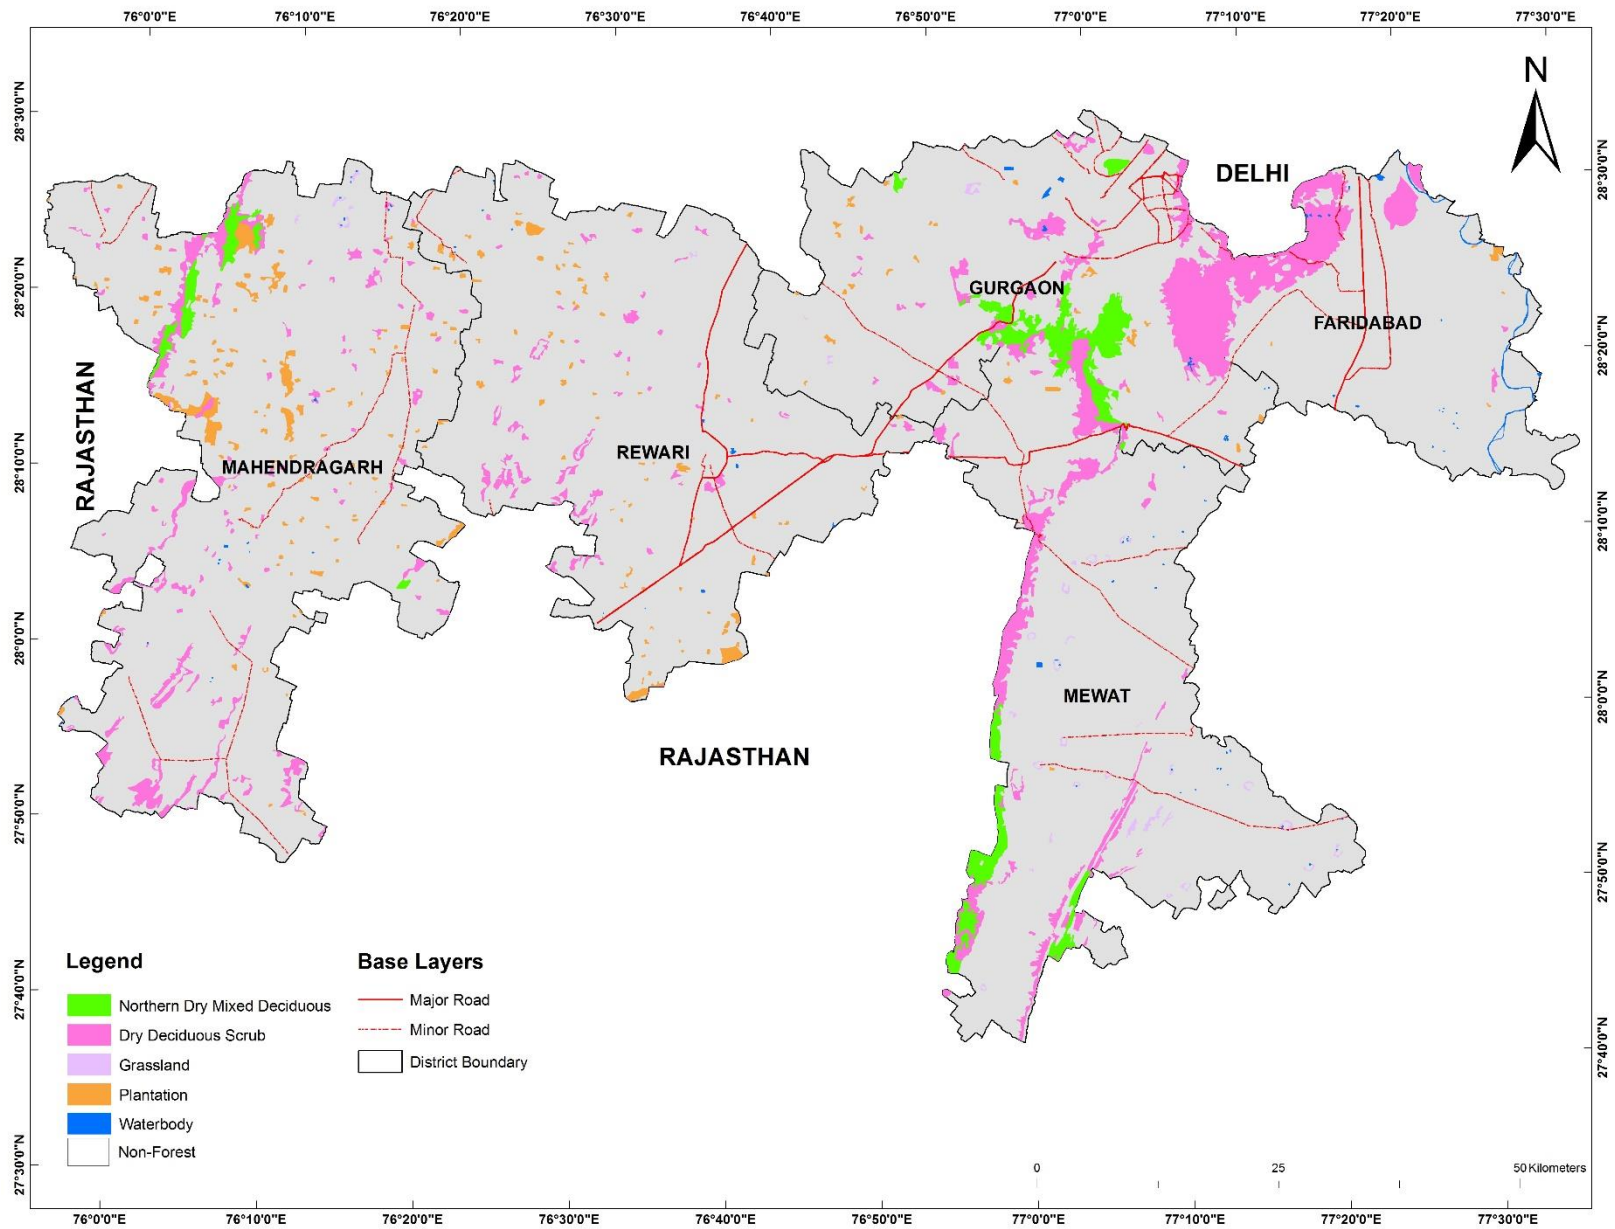 76°0'0"E 76°10'0"E 76°20'0"E 76°30'0"E 76°40'0"E 76°50'0"E 77°0'0"E 77°10'0"E 77°20'0"E 77°30'0"E
N
28°30'0"N
28°30'0"N
DELHI
28°20'0"N
GURGAON
FARIDABAD
28°20'0"N
RAJASTHAN
REWARI
MAHENDRAGARH
28°10'0"N
28°10'0"N
28°0'0"N
MEWAT
28°0'0"N
RAJASTHAN
27°50'0"N
27°50'0"N
Legend
Northern Dry Mixed Deciduous
Dry Deciduous Scrub
Grassland
Plantation
Waterbody
Non-Forest
Base Layers
Major Road
Minor Road
District Boundary
27°40'0"N
27°40'0"N
27°30'0"N
0 25 50 Kilometers
76°0'0"E 76°10'0"E 76°20'0"E 76°30'0"E 76°40'0"E 76°50'0"E 77°0'0"E 77°10'0"E 77°20'0"E 77°30'0"E